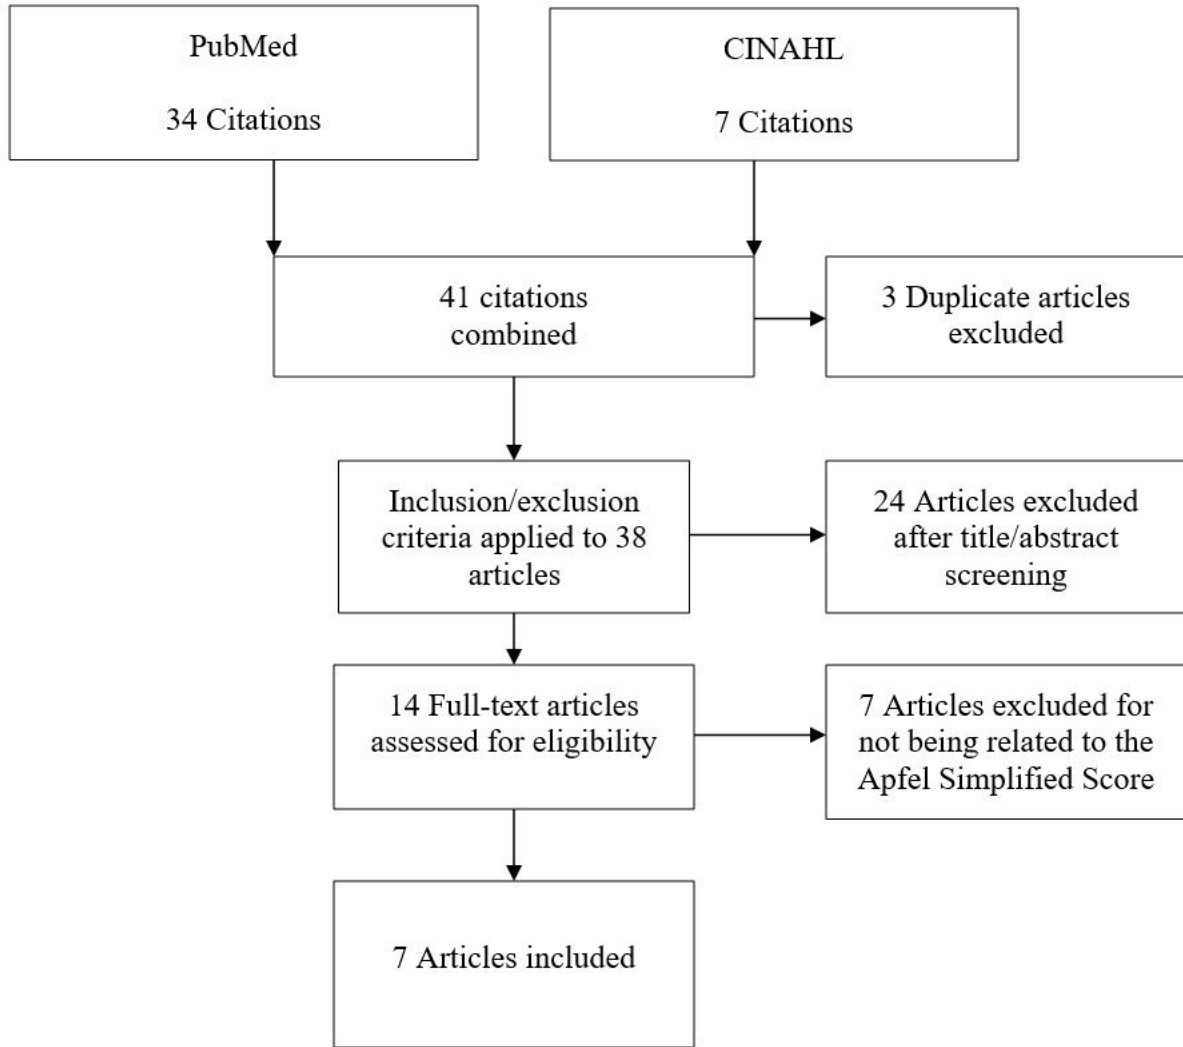 PubMed
34 Citations
CINAHL
7 Citations
41 citations
combined
3 Duplicate articles
excluded
Inclusion/exclusion
criteria applied to 38
articles
24 Articles excluded
after title/abstract
screening
14 Full-text articles
assessed for eligibility
7 Articles excluded for
not being related to the
Apfel Simplified Score
7 Articles included